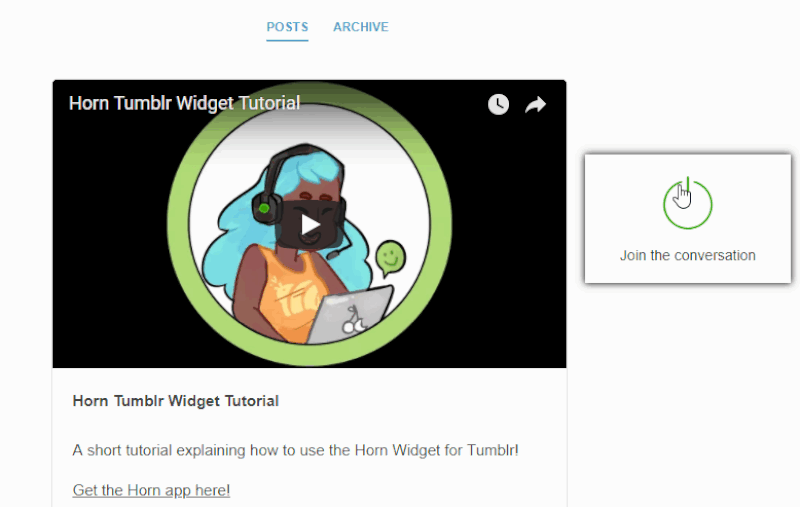 POSTS ARCHIVE
Horn Tumblr Widget Tutorial
Join the conversation
Horn Tumblr Widget Tutorial
A short tutorial explaining how to use the Horn Widget for Tumblr!
Get the Horn app here!